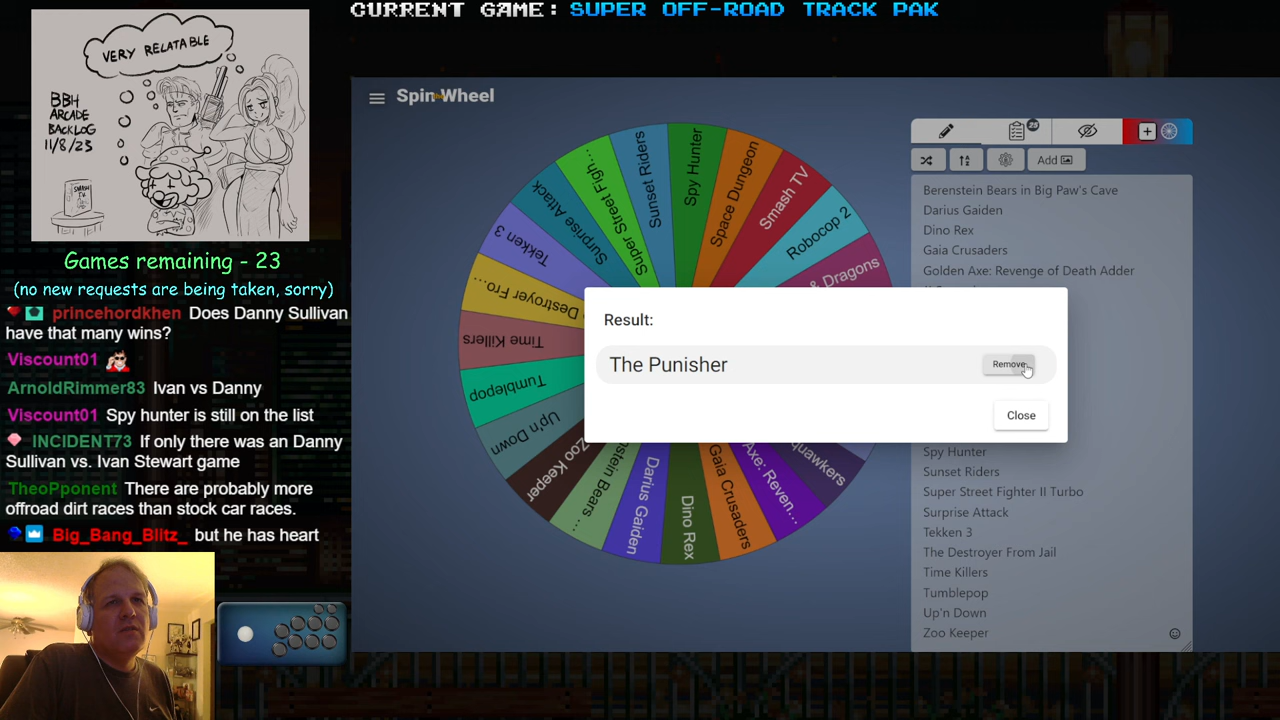 CURRENT GAME: SUPER OFF-ROAD TRACK PAK
VERY RELATABLE
BBH
ARCADE
BACKLOG
11/8/23
SMASH
TV
Games remaining - 23
(no new requests are being taken, sorry)
princehordkhen Does Danny Sullivan
have that many wins?
Viscount01
ArnoldRimmer83 Ivan vs Danny
Viscount01 Spy hunter is still on the list
INCIDENT73 If only there was an Danny
Sullivan vs. Ivan Stewart game
TheoPponent There are probably more
offroad dirt races than stock car races.
Big_Bang_Blitz_ but he has heart
Spin the Wheel
Spy Hunter
Space Dungeon
Smash TV
Robocop 2
& Dragons
quawkers
Axe: Reven...
Gaia Crusaders
Dino Rex
Darius Gaiden
nstein Bears ...
Zoo Keeper
Up'n Down
Tumblepop
Time Killers
Destroyer Fro...
Tekken 3
Surprise Attack
Super Street Figh...
Sunset Riders
Result:
The Punisher
Remove
Close
Add
Berenstein Bears in Big Paw's Cave
Darius Gaiden
Dino Rex
Gaia Crusaders
Golden Axe: Revenge of Death Adder
Spy Hunter
Sunset Riders
Super Street Fighter II Turbo
Surprise Attack
Tekken 3
The Destroyer From Jail
Time Killers
Tumblepop
Up'n Down
Zoo Keeper